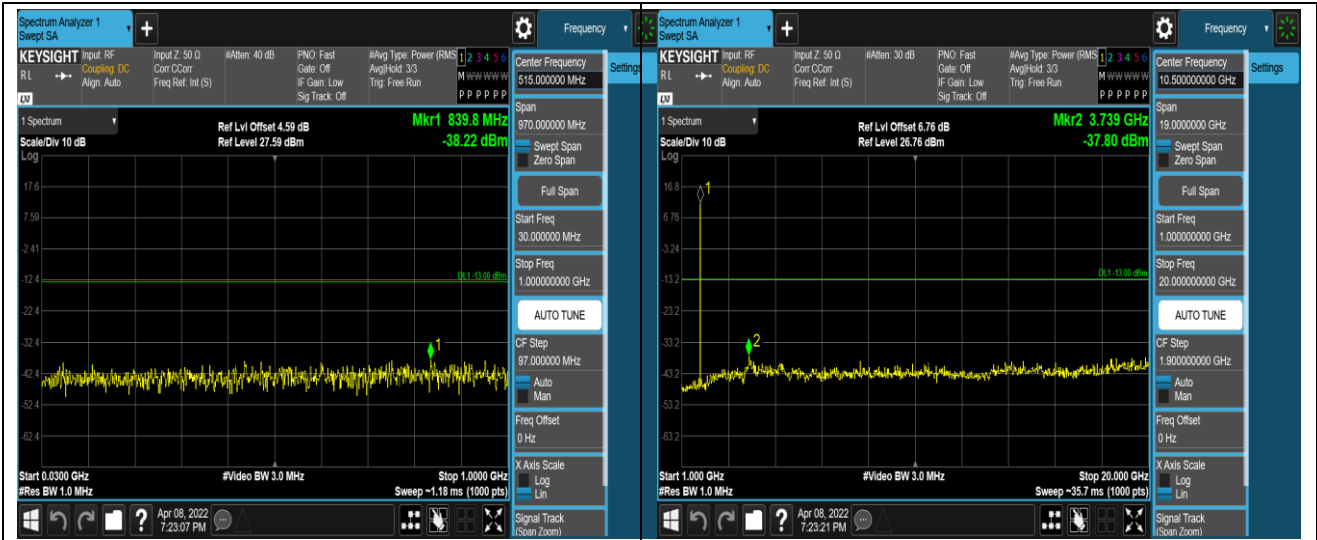 Spectrum Analyzer 1
Swept SA
Frequency
KEYSIGHT
Input: RF
Input Z: 50 Ω
#Atten: 40 dB
PNO: Fast
#Avg Type: Power (RMS
1 2 3 4 5 6
RL
Coupling: DC
Corr CCorr
Gate: Off
Avg|Hold: 3/3
M W W W W W
Align: Auto
Freq Ref: Int (S)
IF Gain: Low
Trig: Free Run
Sig Track: Off
P P P P P P
LXI
1 Spectrum
Ref Lvl Offset 4.59 dB
Mkr1 839.8 MHz
Scale/Div 10 dB
Ref Level 27.59 dBm
-38.22 dBm
Log
17.6
7.59
-2.41
-12.4
DL1 -13.00 dBm
-22.4
-32.4
1
-42.4
-52.4
-62.4
Start 0.0300 GHz
#Video BW 3.0 MHz
Stop 1.0000 GHz
#Res BW 1.0 MHz
Sweep ~1.18 ms (1000 pts)
Apr 08, 2022
7:23:07 PM
Center Frequency
515.000000 MHz
Settings
Span
970.000000 MHz
Swept Span
Zero Span
Full Span
Start Freq
30.000000 MHz
Stop Freq
1.000000000 GHz
AUTO TUNE
CF Step
97.000000 MHz
Auto
Man
Freq Offset
0 Hz
X Axis Scale
Log
Lin
Signal Track
(Span Zoom)
Spectrum Analyzer 1
Swept SA
Frequency
KEYSIGHT
Input: RF
Input Z: 50 Ω
#Atten: 30 dB
PNO: Fast
#Avg Type: Power (RMS
1 2 3 4 5 6
RL
Coupling: DC
Corr CCorr
Gate: Off
Avg|Hold: 3/3
M W W W W W
Align: Auto
Freq Ref: Int (S)
IF Gain: Low
Trig: Free Run
Sig Track: Off
P P P P P P
LXI
1 Spectrum
Ref Lvl Offset 6.76 dB
Mkr2 3.739 GHz
Scale/Div 10 dB
Ref Level 26.76 dBm
-37.80 dBm
Log
16.8
1
6.76
-3.24
-13.2
DL1 -13.00 dBm
-23.2
-33.2
2
-43.2
-53.2
-63.2
Start 1.000 GHz
#Video BW 3.0 MHz
Stop 20.000 GHz
#Res BW 1.0 MHz
Sweep ~35.7 ms (1000 pts)
Apr 08, 2022
7:23:21 PM
Center Frequency
10.500000000 GHz
Settings
Span
19.0000000 GHz
Swept Span
Zero Span
Full Span
Start Freq
1.000000000 GHz
Stop Freq
20.000000000 GHz
AUTO TUNE
CF Step
1.900000000 GHz
Auto
Man
Freq Offset
0 Hz
X Axis Scale
Log
Lin
Signal Track
(Span Zoom)